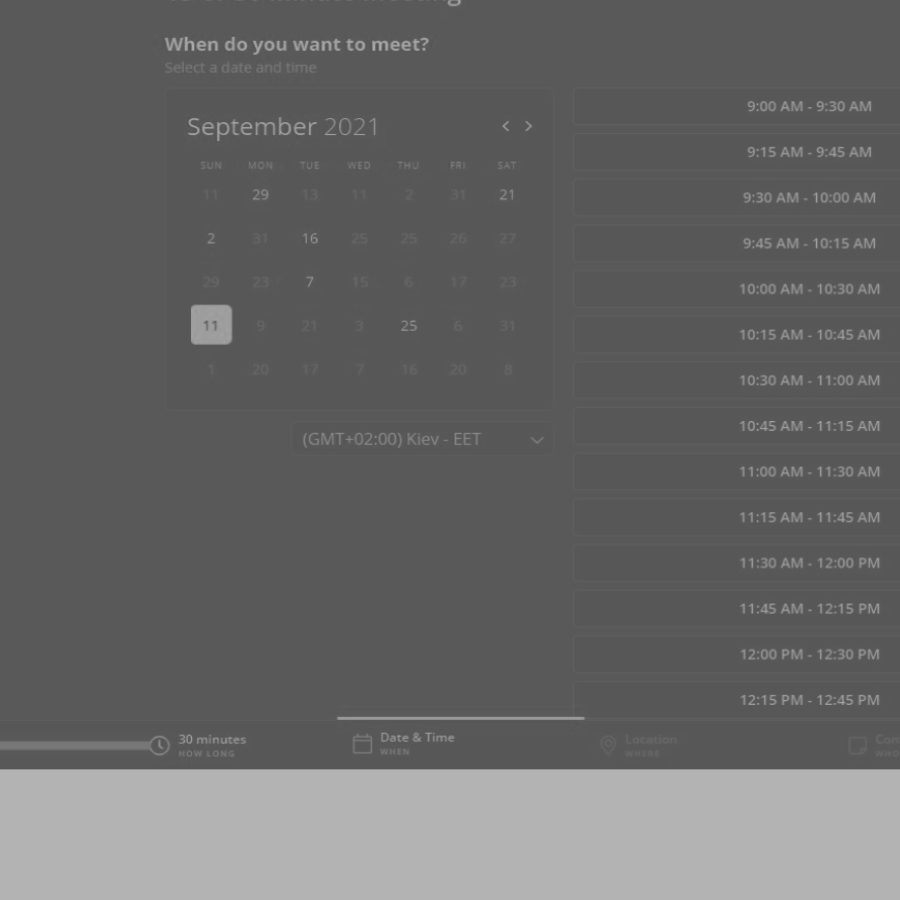 When do you want to meet?
Select a date and time
September 2021
SUN MON TUE WED THU FRI SAT
11 29 13 11 2 31 21
2 31 16 25 25 26 27
29 23 7 15 6 17 23
11 9 21 3 25 6 31
1 20 17 7 16 20 8
(GMT+02:00) Kiev - EET
9:00 AM - 9:30 AM
9:15 AM - 9:45 AM
9:30 AM - 10:00 AM
9:45 AM - 10:15 AM
10:00 AM - 10:30 AM
10:15 AM - 10:45 AM
10:30 AM - 11:00 AM
10:45 AM - 11:15 AM
11:00 AM - 11:30 AM
11:15 AM - 11:45 AM
11:30 AM - 12:00 PM
11:45 AM - 12:15 PM
12:00 PM - 12:30 PM
12:15 PM - 12:45 PM
30 minutes
HOW LONG
Date & Time
WHEN
Location
WHERE